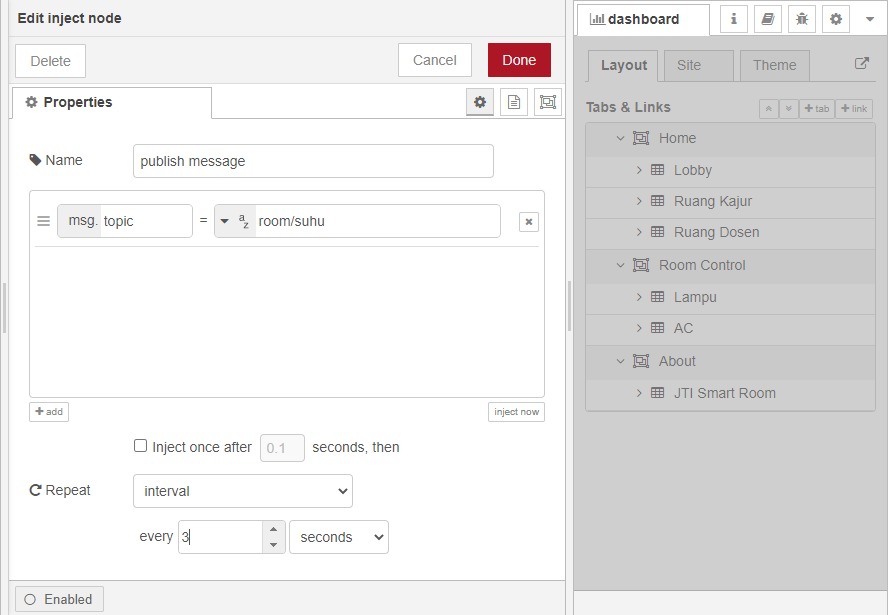 Edit inject node
Delete
Cancel
Done
Properties
Name
publish message
msg. topic = a z room/suhu
add
inject now
Inject once after 0.1 seconds, then
Repeat
interval
every 3 seconds
Enabled
dashboard
Layout
Site
Theme
Tabs & Links
tab
link
Home
Lobby
Ruang Kajur
Ruang Dosen
Room Control
Lampu
AC
About
JTI Smart Room